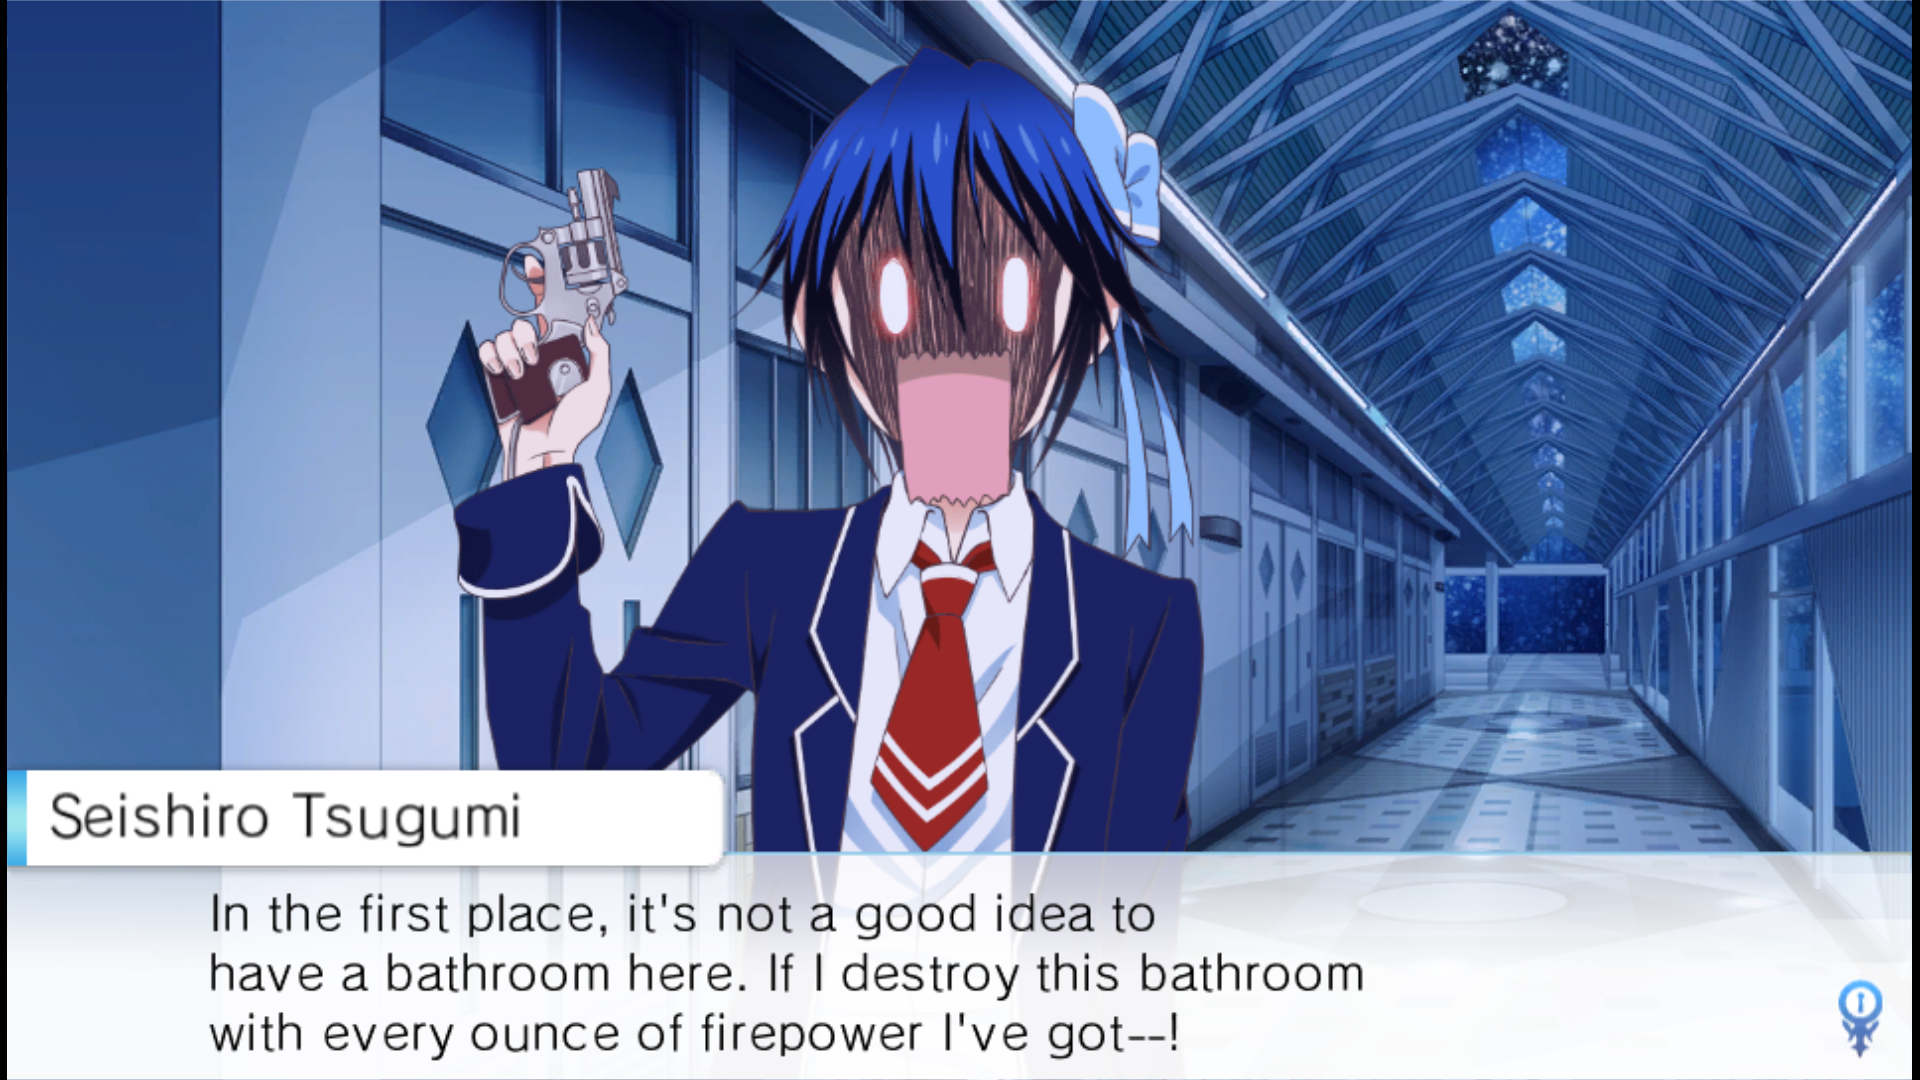 Seishiro Tsugumi
In the first place, it's not a good idea to
have a bathroom here. If I destroy this bathroom
with every ounce of firepower I've got--!